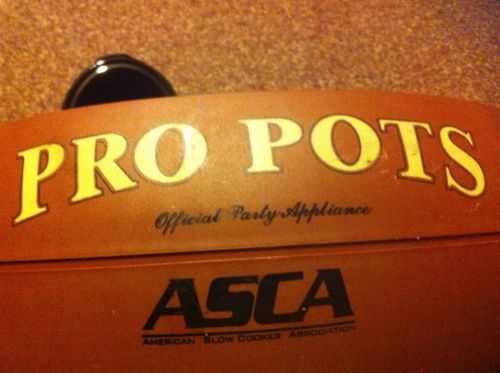 PRO POTS
Official Party Appliance
ASCA
AMERICAN SLOW COOKER ASSOCIATION